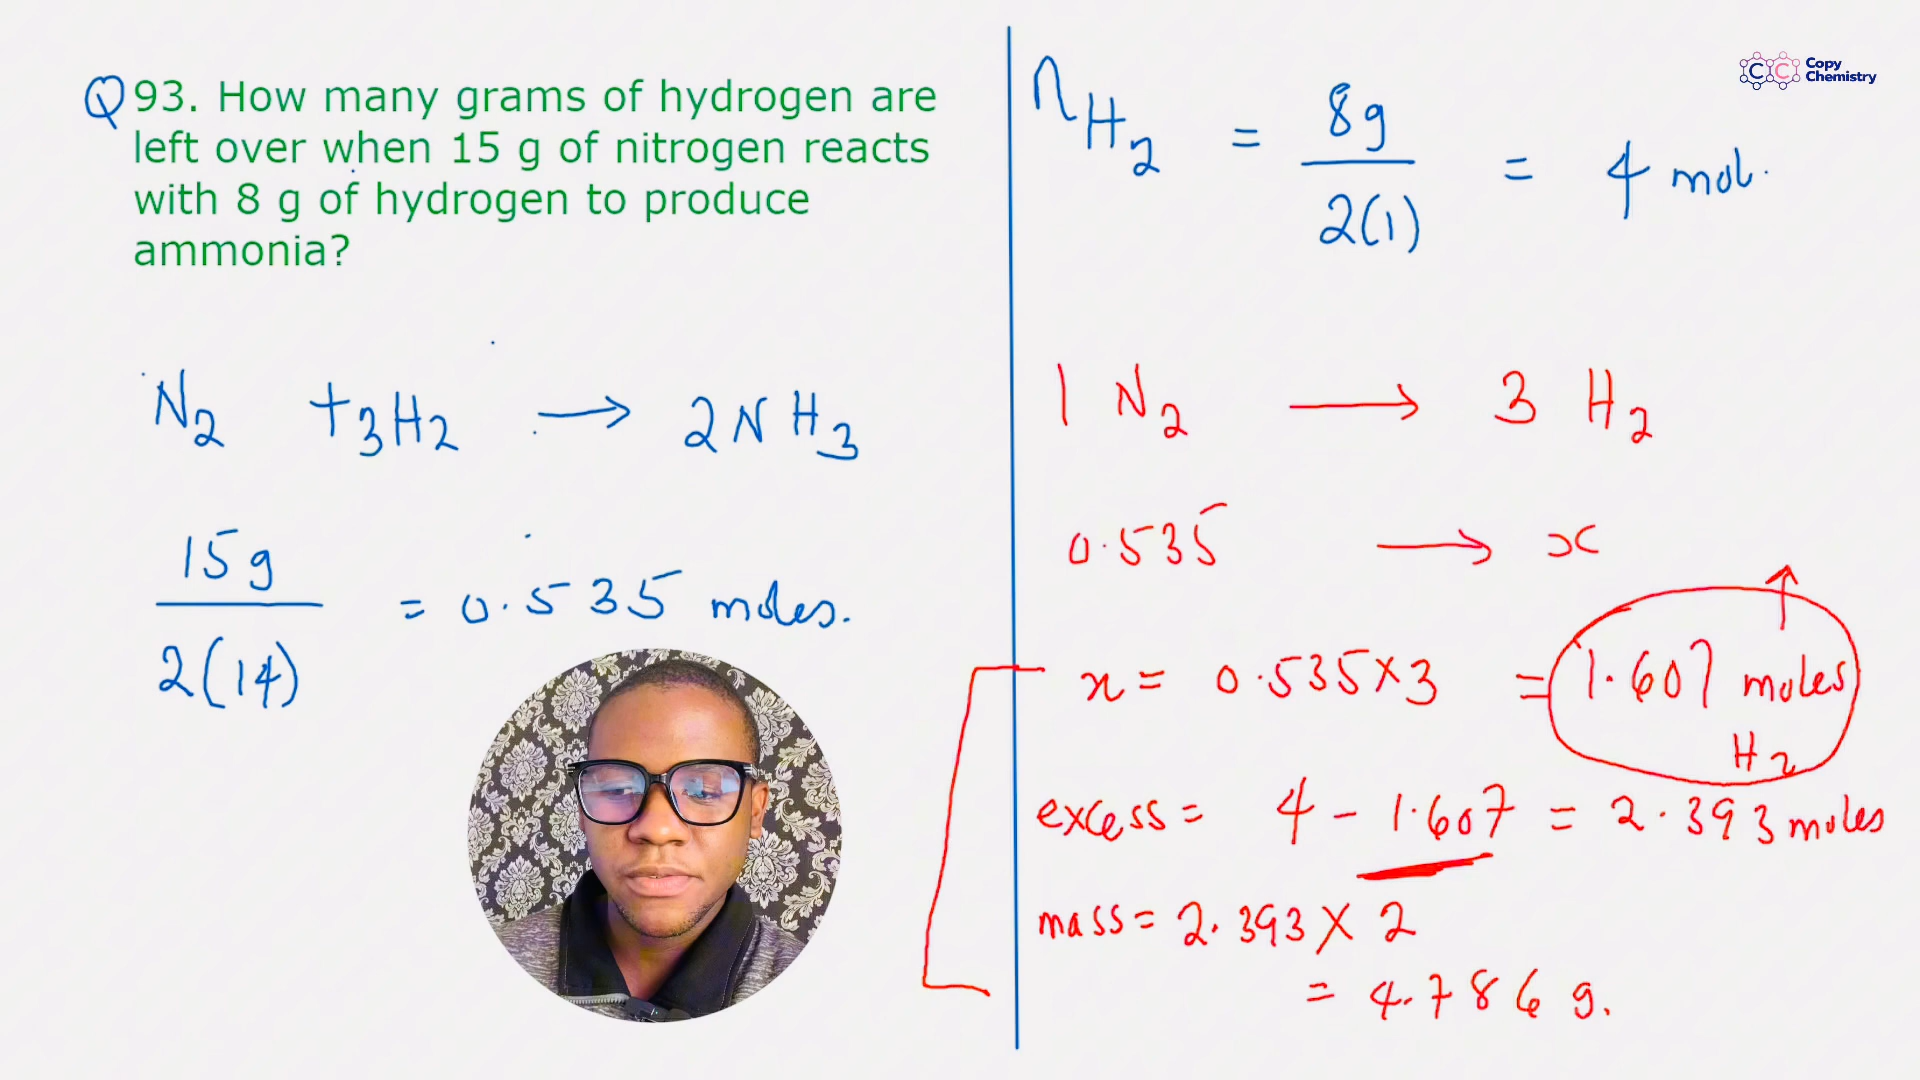 Q93. How many grams of hydrogen are
left over when 15 g of nitrogen reacts
with 8 g of hydrogen to produce
ammonia?
N2 + 3H2 → 2NH3
15g
2(14)
= 0.535 moles.
nH2 = 8g
2(1)
= 4 mol.
1 N2 → 3 H2
0.535 → x
x = 0.535×3 = 1.607 moles
H2
excess = 4 - 1.607 = 2.393 moles
mass = 2.393 × 2
= 4.786 g.
Copy
Chemistry
CC